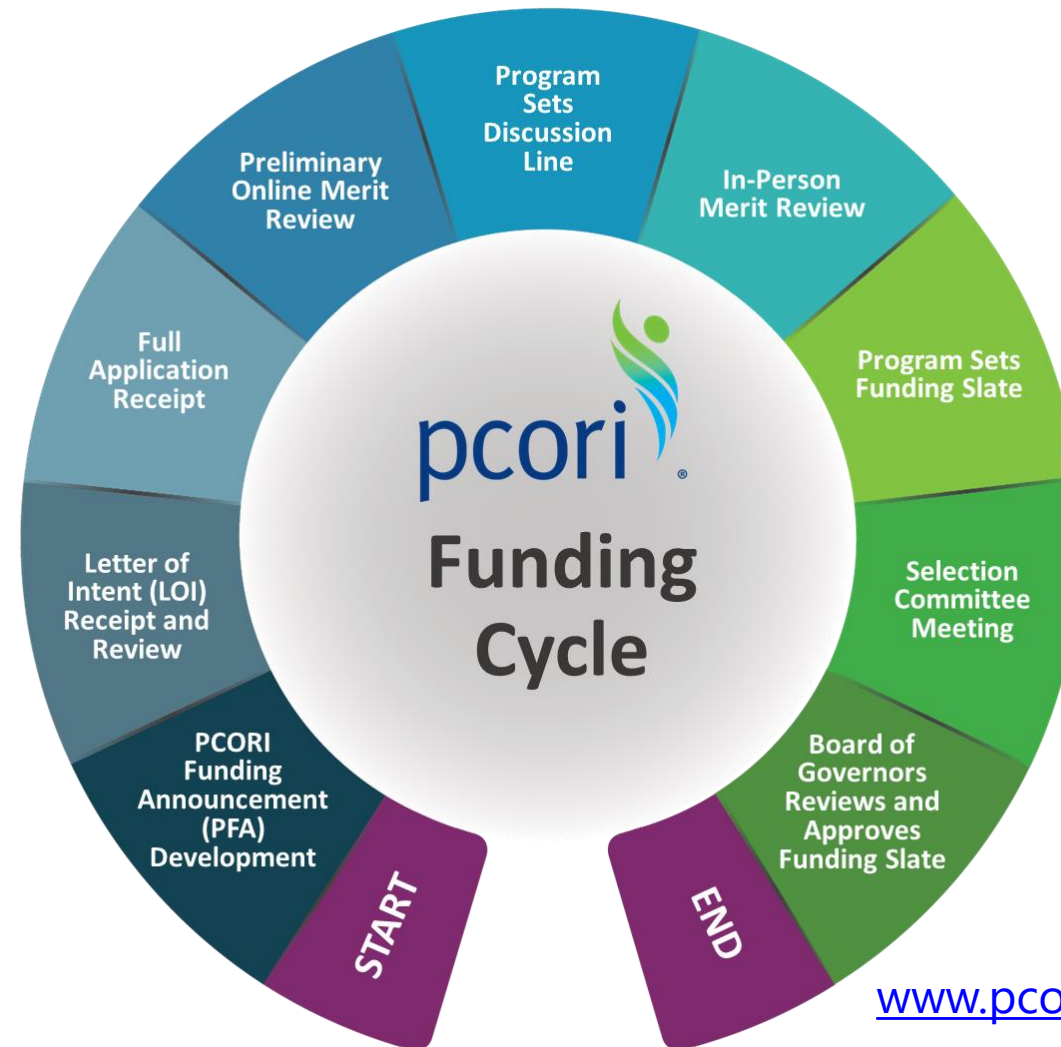 START
PCORI
Funding
Announcement
(PFA)
Development
Letter of
Intent (LOI)
Receipt and
Review
Full
Application
Receipt
Preliminary
Online Merit
Review
Program
Sets
Discussion
Line
In-Person
Merit Review
Program Sets
Funding Slate
Selection
Committee
Meeting
Board of
Governors
Reviews and
Approves
Funding Slate
END
pcori®
Funding
Cycle
www.pco